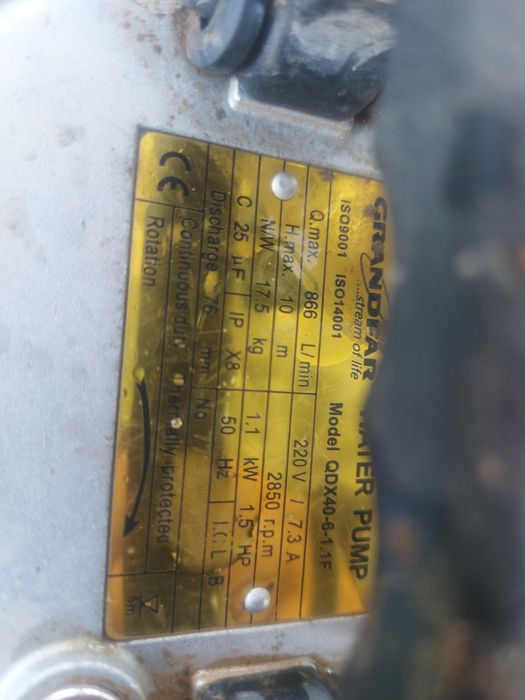 GRANDFAR WATER PUMP
...stream of life
ISO9001 ISO14001 Model QDX40-6-1.1F
Q.max. 866 L/min 220 V / 7.3 A
H.max. 10 m 2850 r.p.m
N/W 17.5 kg 1.1 kW 1.5 HP
C 25 µF IP X8 50 Hz I.CL B
Discharge 76 mm No
CE Continuous duty thermally protected
Rotation 5m